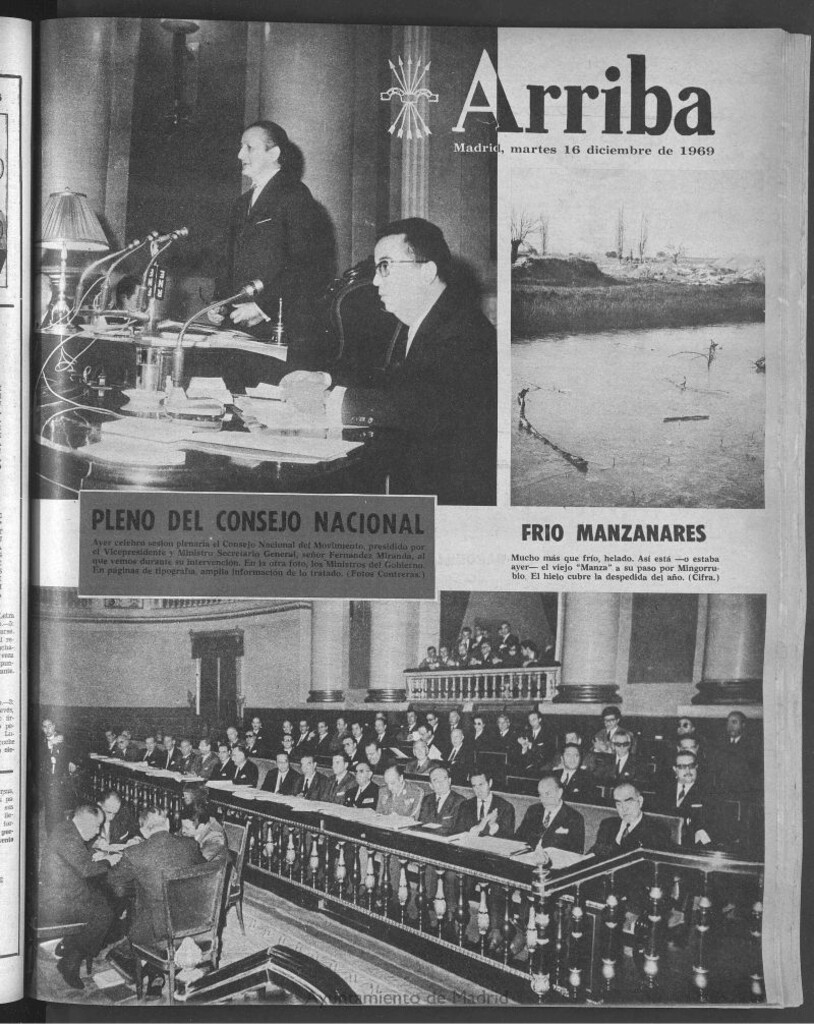 Arriba
Madrid, martes 16 diciembre de 1969
RNE
RNE
PLENO DEL CONSEJO NACIONAL
Ayer celebró sesión plenaria el Consejo Nacional del Movimiento, presidido por
el Vicepresidente y Ministro Secretario General, señor Fernández Miranda, al
que vemos durante su intervención. En la otra foto, los Ministros del Gobierno.
En páginas de tipografía, amplia información de lo tratado. (Fotos Contreras.)
FRIO MANZANARES
Mucho más que frío, helado. Así está —o estaba
ayer— el viejo "Manza" a su paso por Mingorru-
bio. El hielo cubre la despedida del año. (Cifra.)
Ayuntamiento de Madrid